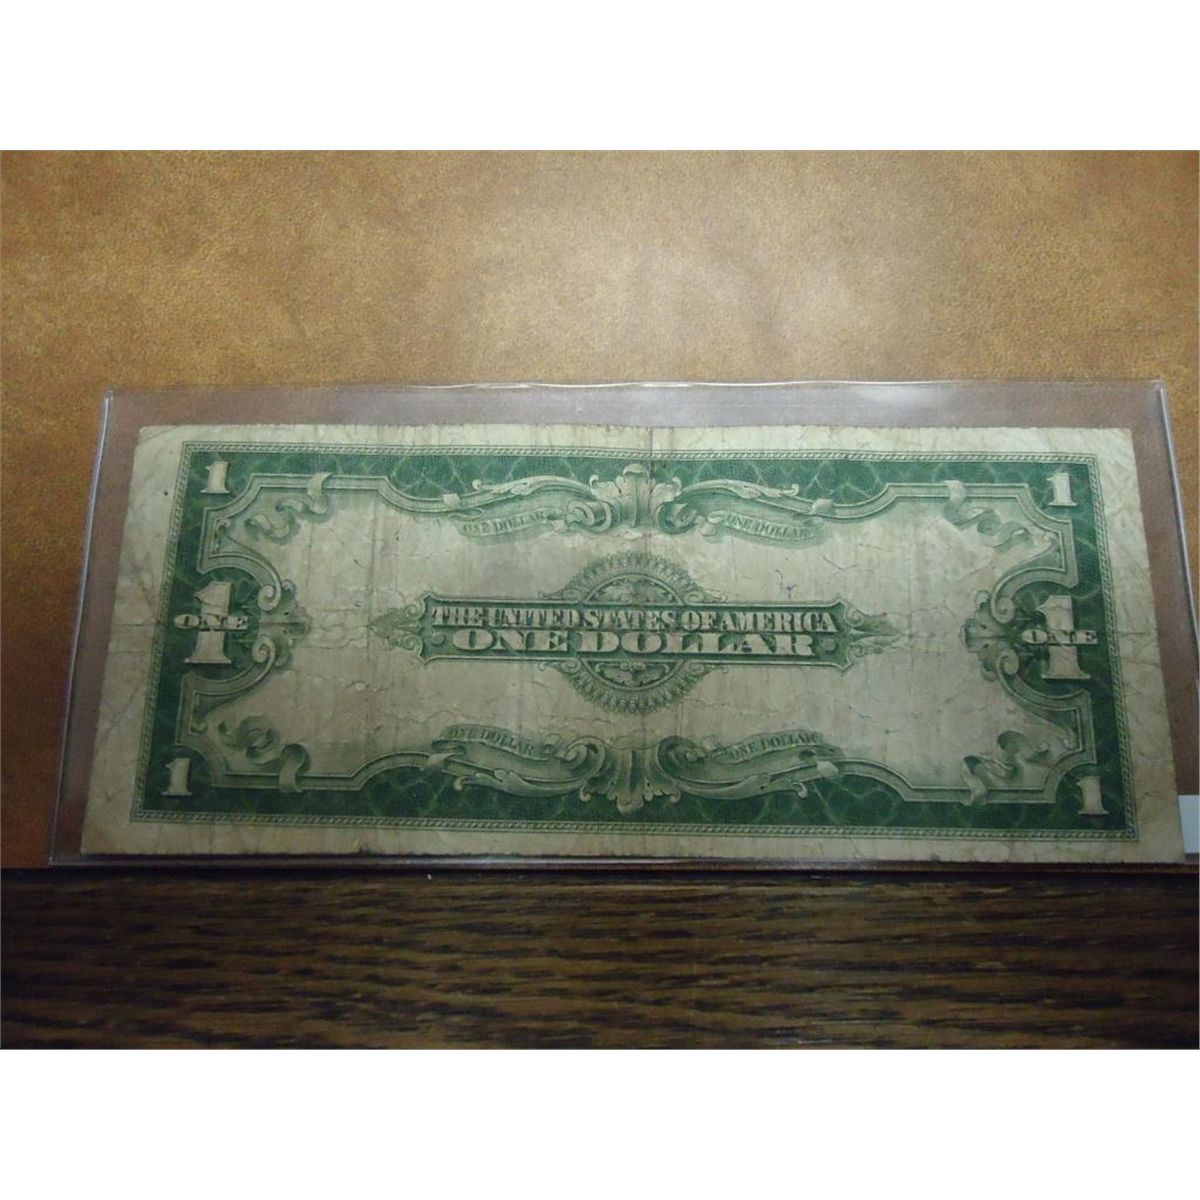 1 1
ONE DOLLAR ONE DOLLAR
1 ONE 1 ONE
THE UNITED STATES OF AMERICA
ONE DOLLAR
ONE DOLLAR ONE DOLLAR
1 1